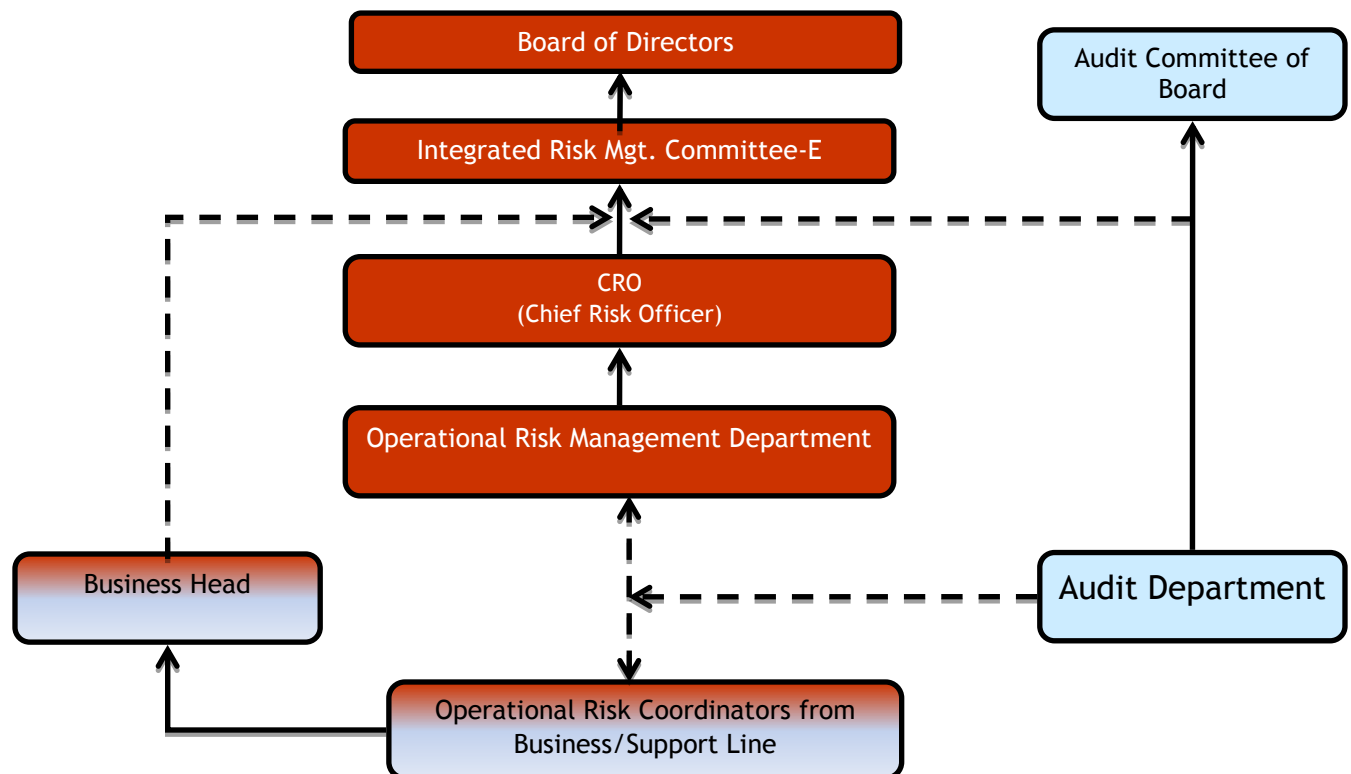 Board of Directors
Audit Committee of
Board
Integrated Risk Mgt. Committee-E
CRO
(Chief Risk Officer)
Operational Risk Management Department
Business Head
Audit Department
Operational Risk Coordinators from
Business/Support Line